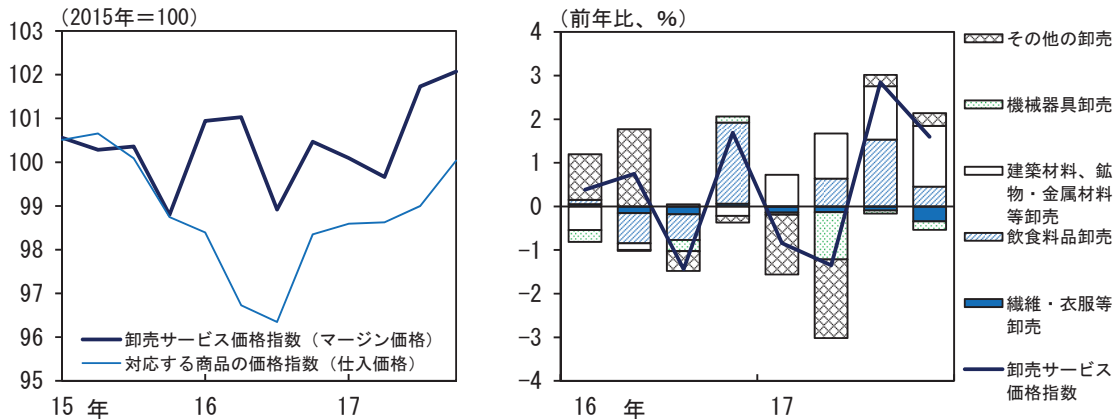 （2015年＝100）
103
102
101
100
99
98
97
96
95
卸売サービス価格指数（マージン価格）
対応する商品の価格指数（仕入価格）
15 年 16 17
（前年比、％）
4
3
2
1
0
−1
−2
−3
−4
16 年 17
その他の卸売
機械器具卸売
建築材料、鉱
物・金属材料
等卸売
飲食料品卸売
繊維・衣服等
卸売
卸売サービス
価格指数